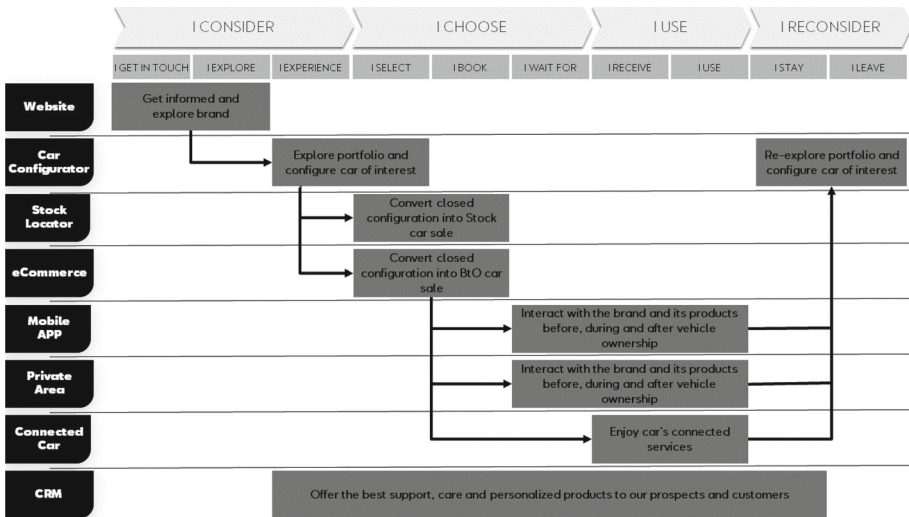 I CONSIDER
I CHOOSE
I USE
I RECONSIDER
I GET IN TOUCH
I EXPLORE
I EXPERIENCE
I SELECT
I BOOK
I WAIT FOR
I RECEIVE
I USE
I STAY
I LEAVE
Website
Get informed and
explore brand
Car
Configurator
Explore portfolio and
configure car of interest
Re-explore portfolio and
configure car of interest
Stock
Locator
Convert closed
configuration into Stock
car sale
eCommerce
Convert closed
configuration into BtO car
sale
Mobile
APP
Interact with the brand and its products
before, during and after vehicle
ownership
Private
Area
Interact with the brand and its products
before, during and after vehicle
ownership
Connected
Car
Enjoy car's connected
services
CRM
Offer the best support, care and personalized products to our prospects and customers